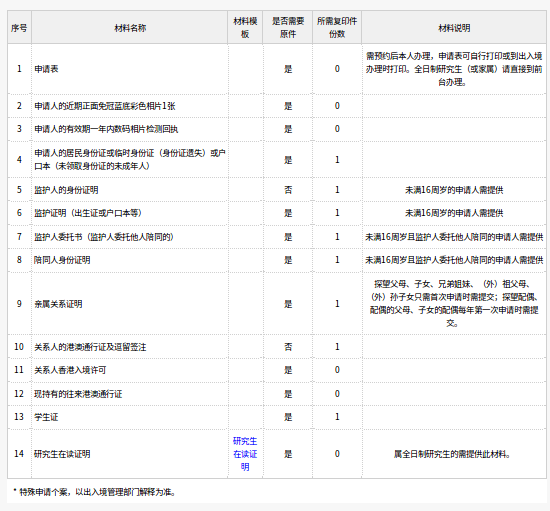 序号 材料名称 材料模板 是否需要原件 所需复印件份数 材料说明
1 申请表 是 0 需预约后本人办理，申请表可自行打印或到出入境
办理时打印。全日制研究生（或家属）请直接到前
台办理。
2 申请人的近期正面免冠蓝底彩色相片1张 是 0
3 申请人的有效期一年内数码相片检测回执 是 0
4 申请人的居民身份证或临时身份证（身份证遗失）或户
口本（未领取身份证的未成年人） 是 1
5 监护人的身份证明 否 1 未满16周岁的申请人需提供
6 监护证明（出生证或户口本等） 是 1 未满16周岁的申请人需提供
7 监护人委托书（监护人委托他人陪同的） 是 1 未满16周岁且监护人委托他人陪同的申请人需提供
8 陪同人身份证明 是 1 未满16周岁且监护人委托他人陪同的申请人需提供
9 亲属关系证明 是 1 探望父母、子女、兄弟姐妹、（外）祖父母、
（外）孙子女只需首次申请时需提交；探望配偶、
配偶的父母、子女的配偶每年第一次申请时需提
交。
10 关系人的港澳通行证及逗留签注 否 1
11 关系人香港入境许可 是 0
12 现持有的往来港澳通行证 是 0
13 学生证 是 1
14 研究生在读证明 研究生
在读证
明 是 0 属全日制研究生的需提供此材料。
* 特殊申请个案，以出入境管理部门解释为准。